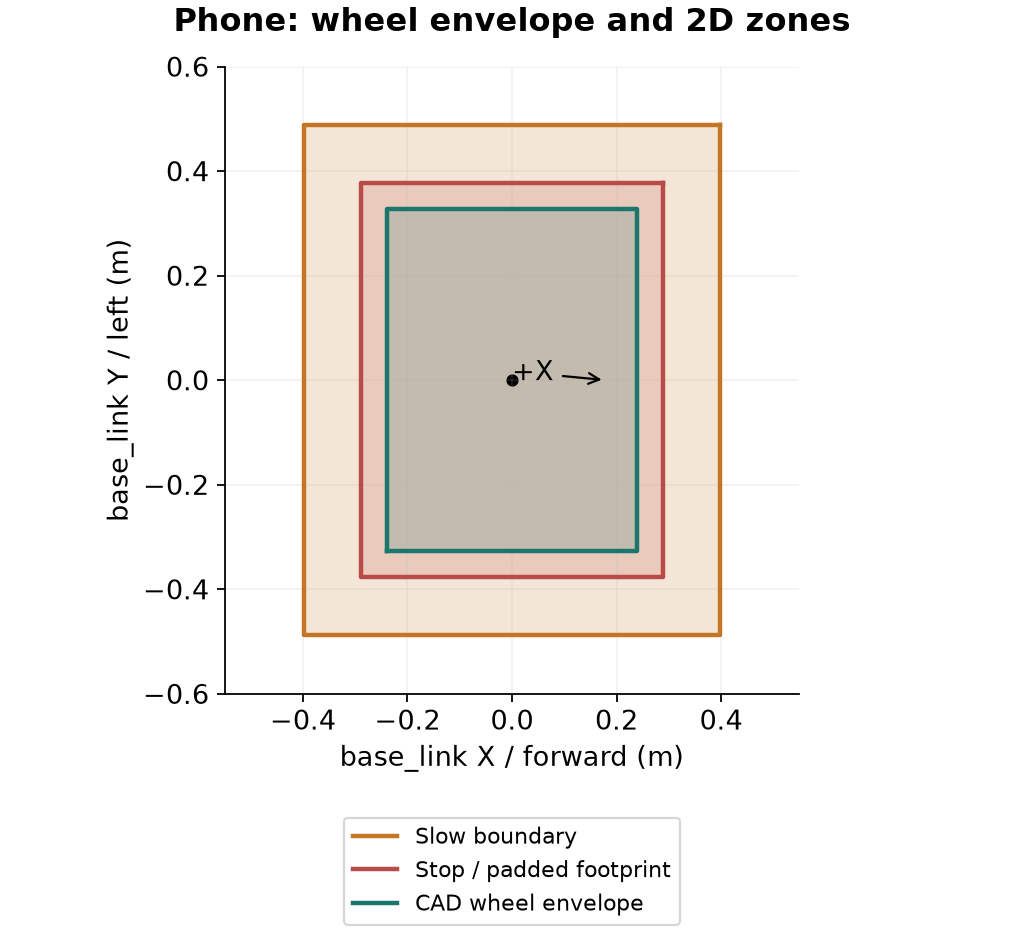 Phone: wheel envelope and 2D zones
0.6
0.4
0.2
0.0
−0.2
−0.4
−0.6
base_link Y / left (m)
+X
−0.4 −0.2 0.0 0.2 0.4
base_link X / forward (m)
Slow boundary
Stop / padded footprint
CAD wheel envelope